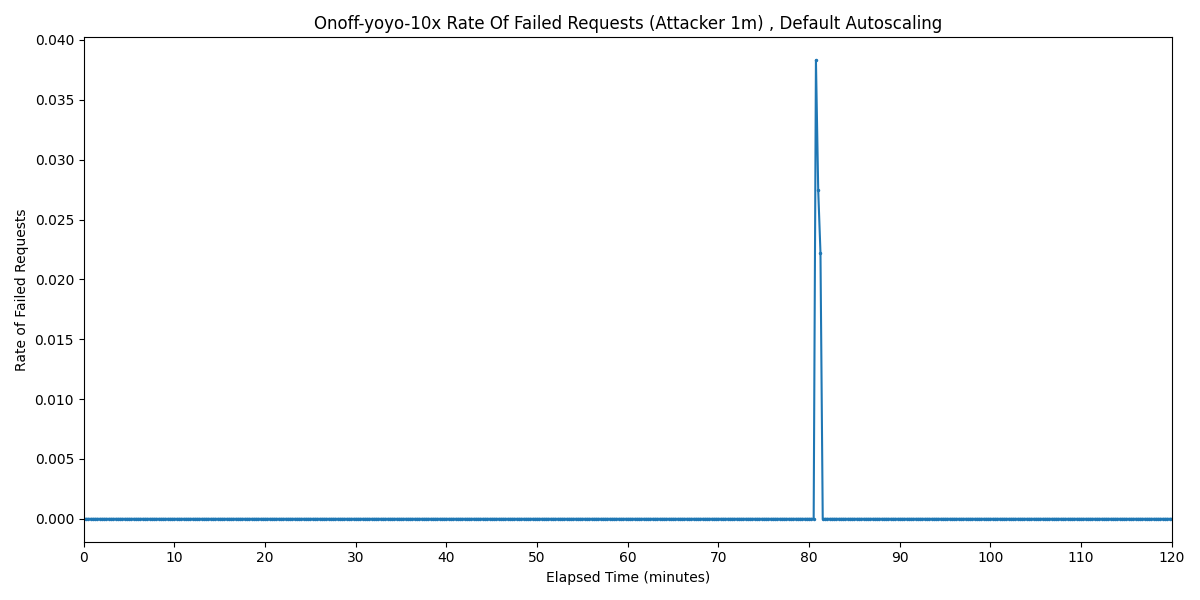 Onoff-yoyo-10x Rate Of Failed Requests (Attacker 1m) , Default Autoscaling
0.040
0.035
0.030
0.025
0.020
0.015
0.010
0.005
0.000
Rate of Failed Requests
0 10 20 30 40 50 60 70 80 90 100 110 120
Elapsed Time (minutes)